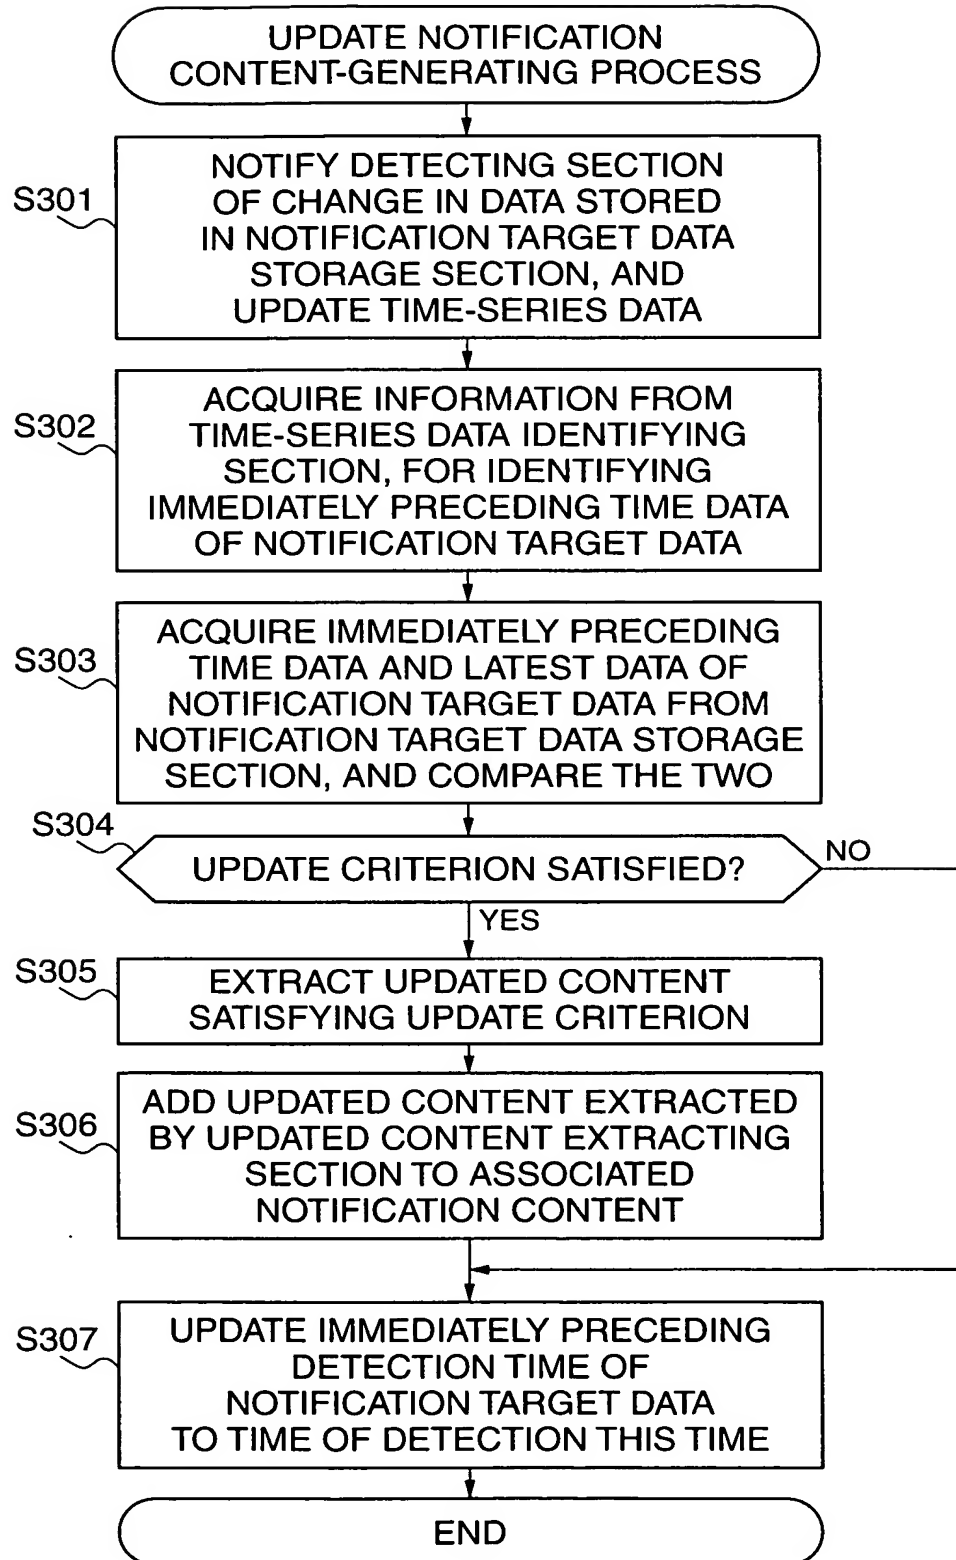 UPDATE NOTIFICATION
CONTENT-GENERATING PROCESS
S301
NOTIFY DETECTING SECTION
OF CHANGE IN DATA STORED
IN NOTIFICATION TARGET DATA
STORAGE SECTION, AND
UPDATE TIME-SERIES DATA
S302
ACQUIRE INFORMATION FROM
TIME-SERIES DATA IDENTIFYING
SECTION, FOR IDENTIFYING
IMMEDIATELY PRECEDING TIME DATA
OF NOTIFICATION TARGET DATA
S303
ACQUIRE IMMEDIATELY PRECEDING
TIME DATA AND LATEST DATA OF
NOTIFICATION TARGET DATA FROM
NOTIFICATION TARGET DATA STORAGE
SECTION, AND COMPARE THE TWO
S304
UPDATE CRITERION SATISFIED?
NO
YES
S305
EXTRACT UPDATED CONTENT
SATISFYING UPDATE CRITERION
S306
ADD UPDATED CONTENT EXTRACTED
BY UPDATED CONTENT EXTRACTING
SECTION TO ASSOCIATED
NOTIFICATION CONTENT
S307
UPDATE IMMEDIATELY PRECEDING
DETECTION TIME OF
NOTIFICATION TARGET DATA
TO TIME OF DETECTION THIS TIME
END